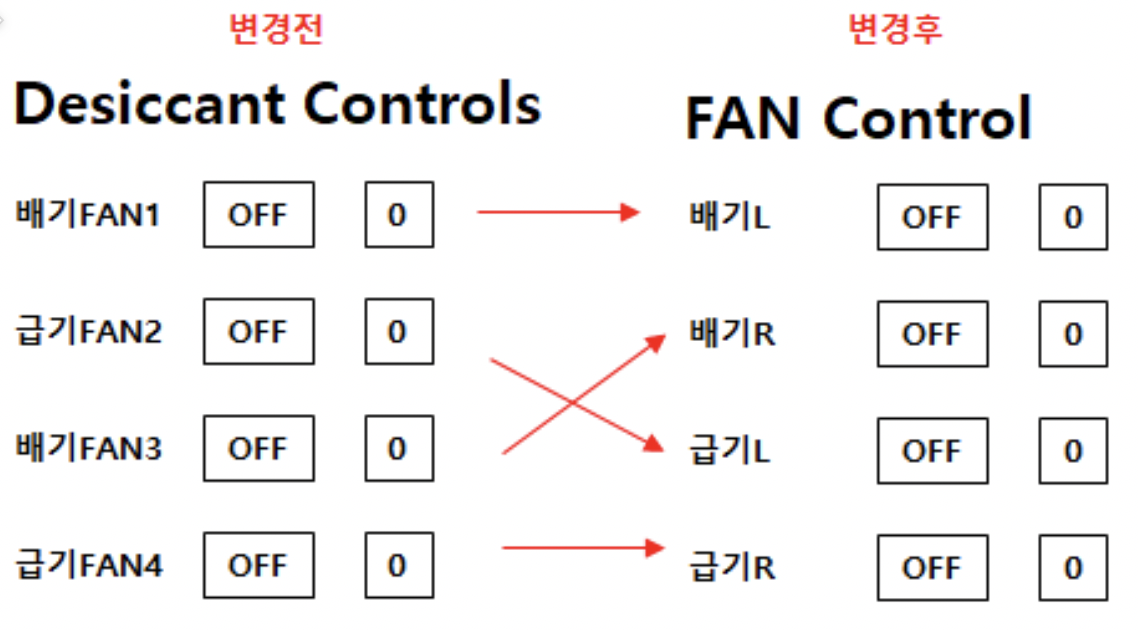 변경전
변경후
Desiccant Controls
FAN Control
배기FAN1 OFF 0
배기L OFF 0
급기FAN2 OFF 0
배기R OFF 0
배기FAN3 OFF 0
급기L OFF 0
급기FAN4 OFF 0
급기R OFF 0